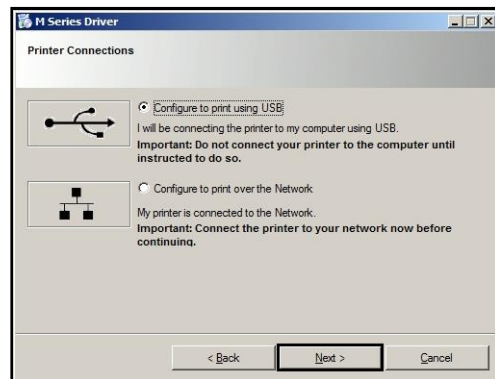 M Series Driver
Printer Connections
Configure to print using USB
I will be connecting the printer to my computer using USB.
Important: Do not connect your printer to the computer until
instructed to do so.
Configure to print over the Network
My printer is connected to the Network.
Important: Connect the printer to your network now before
continuing.
< Back
Next >
Cancel